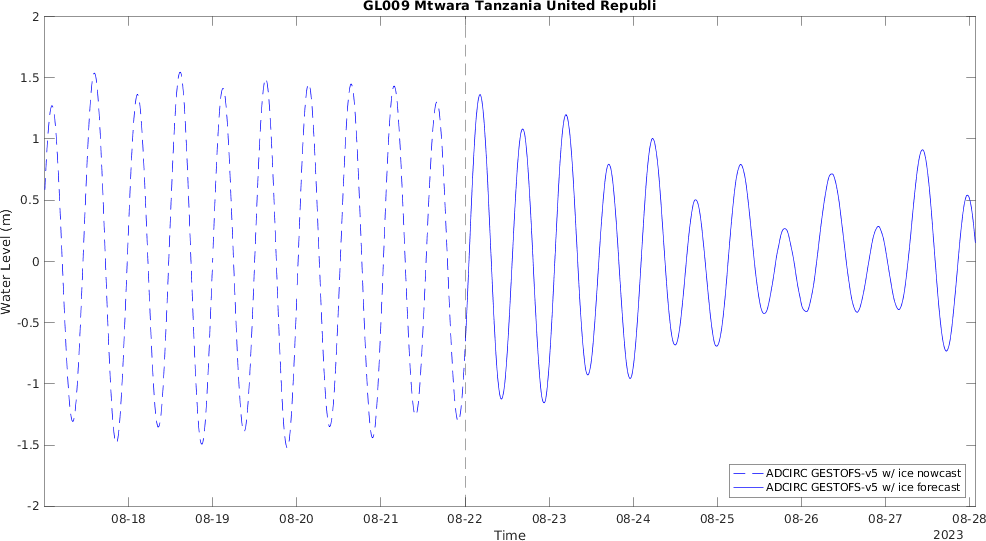 GL009 Mtwara Tanzania United Republi
2
1.5
1
0.5
0
-0.5
-1
-1.5
-2
Water Level (m)
08-18 08-19 08-20 08-21 08-22 08-23 08-24 08-25 08-26 08-27 08-28
Time
2023
ADCIRC GESTOFS-v5 w/ ice nowcast
ADCIRC GESTOFS-v5 w/ ice forecast